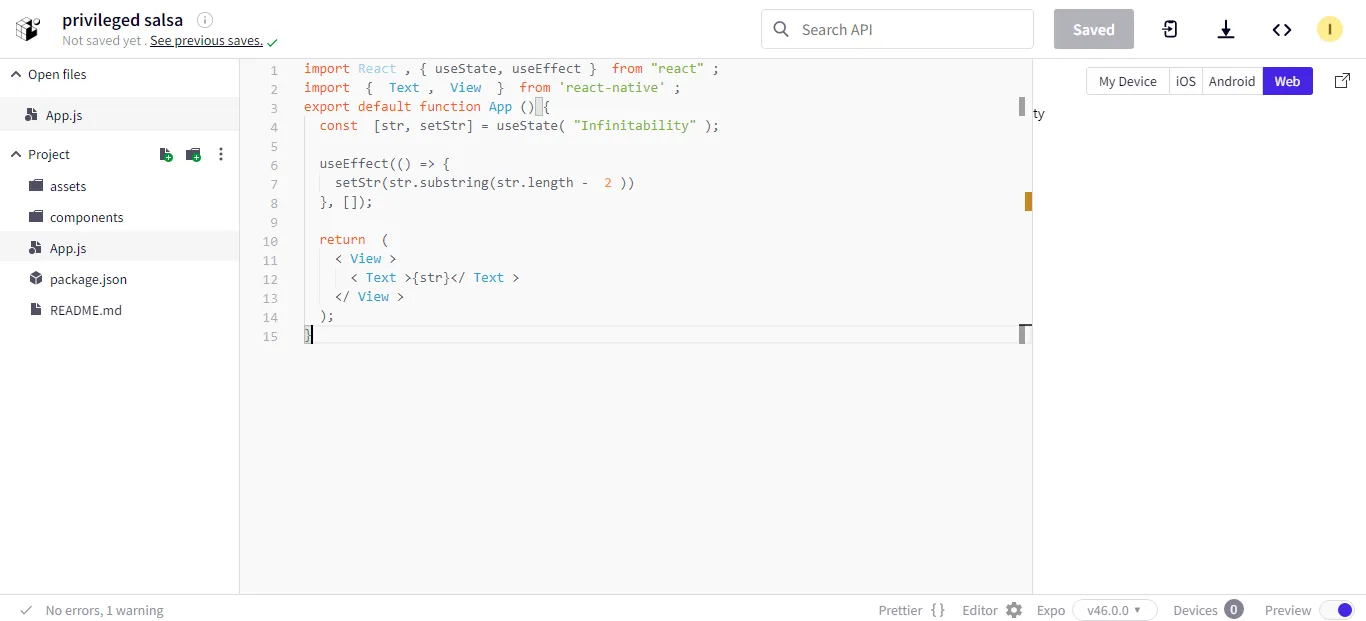 privileged salsa
Not saved yet . See previous saves.
Search API
Saved
I
Open files
App.js
Project
assets
components
App.js
package.json
README.md
1 import React , { useState, useEffect } from "react" ;
2 import { Text , View } from 'react-native' ;
3 export default function App () {
4 const [str, setStr] = useState( "Infinitability" );
5
6 useEffect(() => {
7 setStr(str.substring(str.length - 2 ))
8 }, []);
9
10 return (
11 < View >
12 < Text >{str}</ Text >
13 </ View >
14 );
15 }
My Device iOS Android Web
ty
No errors, 1 warning
Prettier {} Editor Expo v46.0.0 Devices 0 Preview